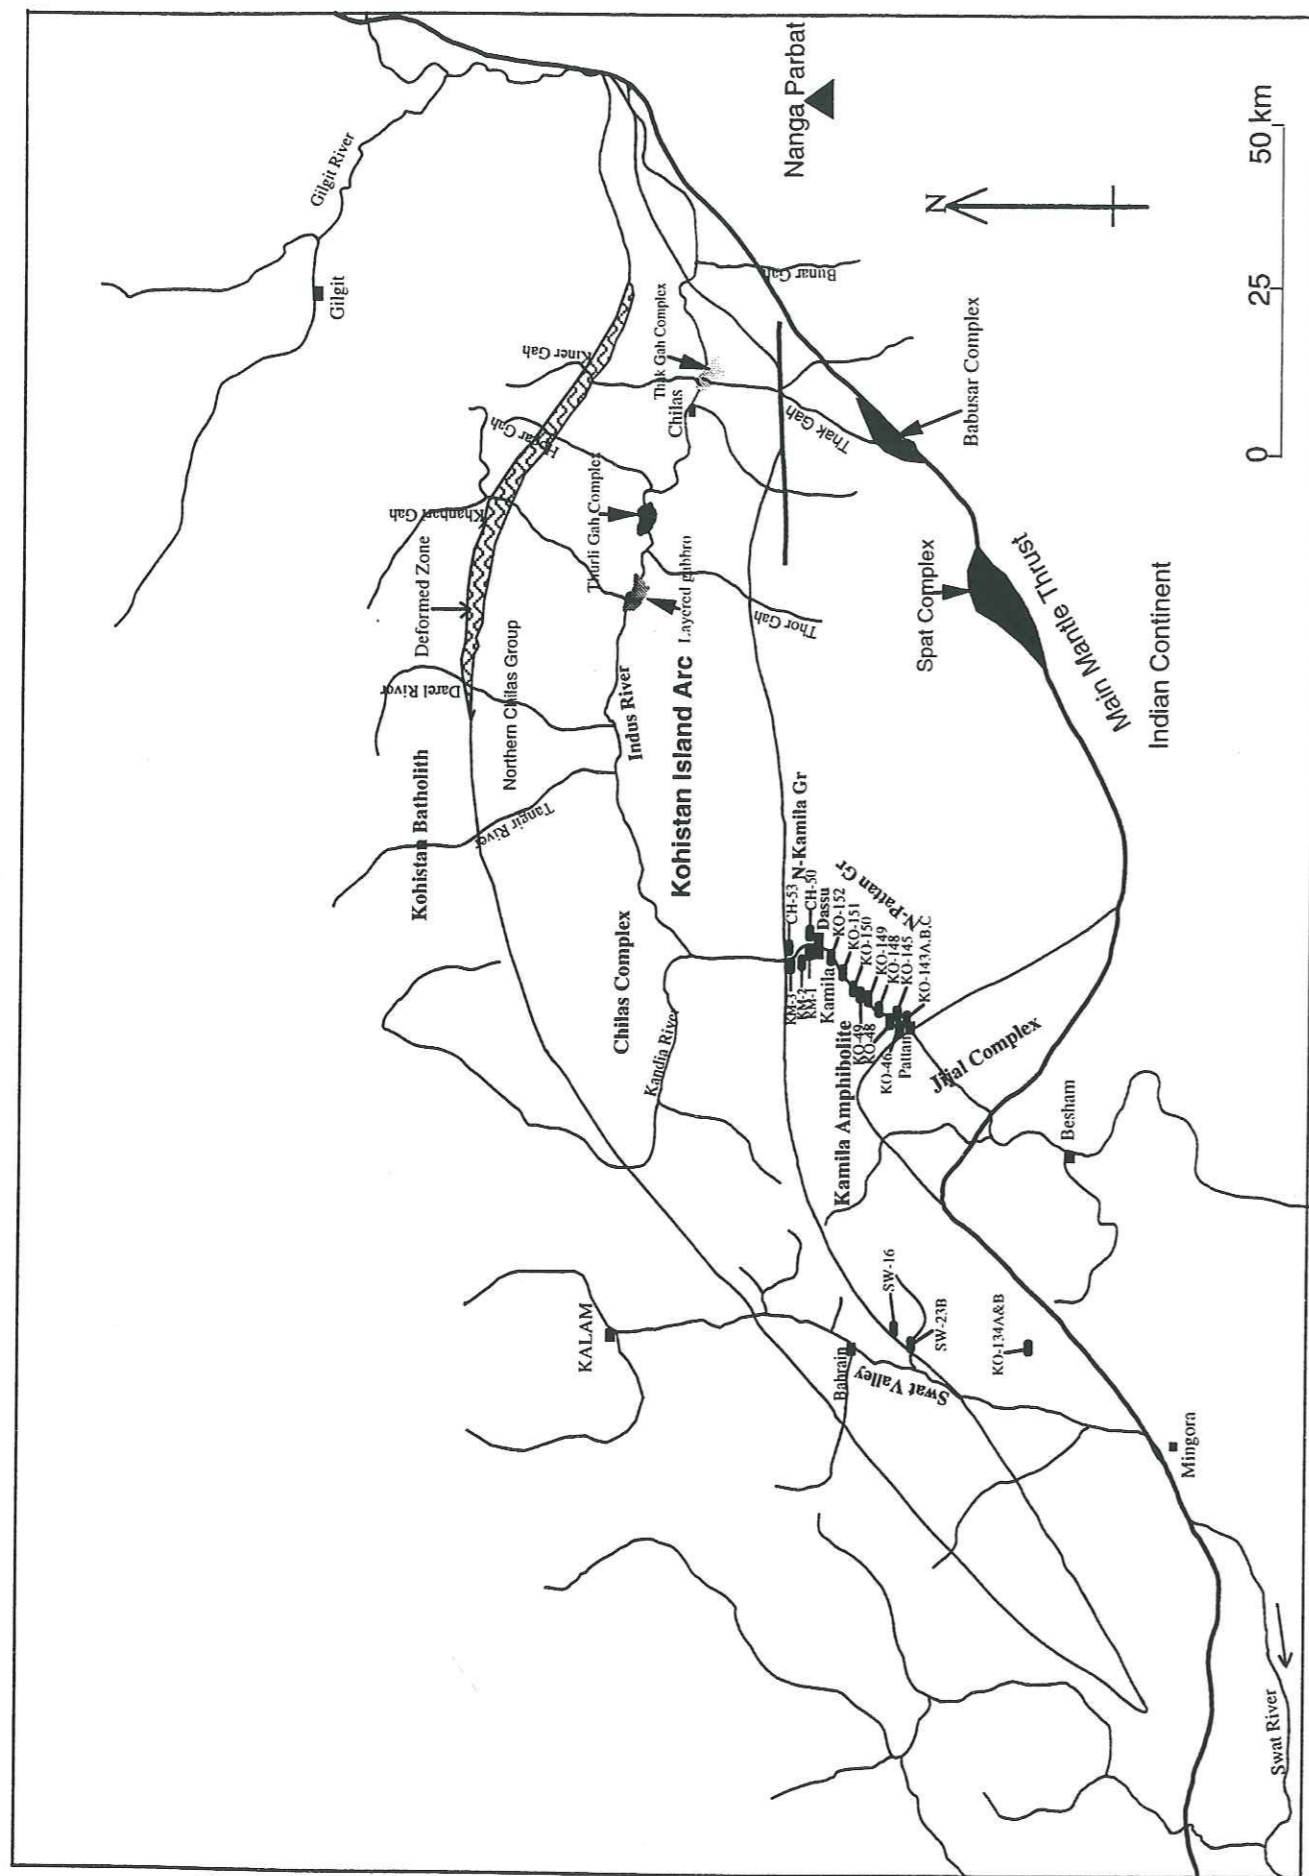 Gilgit River
Gilgit
Nanga Parbat
N
50 km
25
0
Bunar Gah
Kiner Gah
Thak Gah Complex
Chilas
Thak Gah
Babusar Complex
Khanbari Gah
Thurli Gah Complex
Layered gabbro
Thor Gah
Deformed Zone
Darel River
Northern Chilas Group
Indus River
Kohistan Island Arc
Spat Complex
Main Mantle Thrust
Indian Continent
Kohistan Batholith
Tangir River
Chilas Complex
Kandia River
N-Kamila Gr
N-Pattan Gr
CH-53
CH-50
Dassu
KO-152
KO-151
KO-150
KO-149
KO-148
KO-145
KO-143A,B,C
KM-3
KM-2
KM-1
Kamila
KO-49
KO-48
KO-46
Pattan
Kamila Amphibolite
Jijal Complex
Besham
KALAM
Bahrain
Swat Valley
SW-16
SW-23B
KO-134A&B
Mingora
Swat River